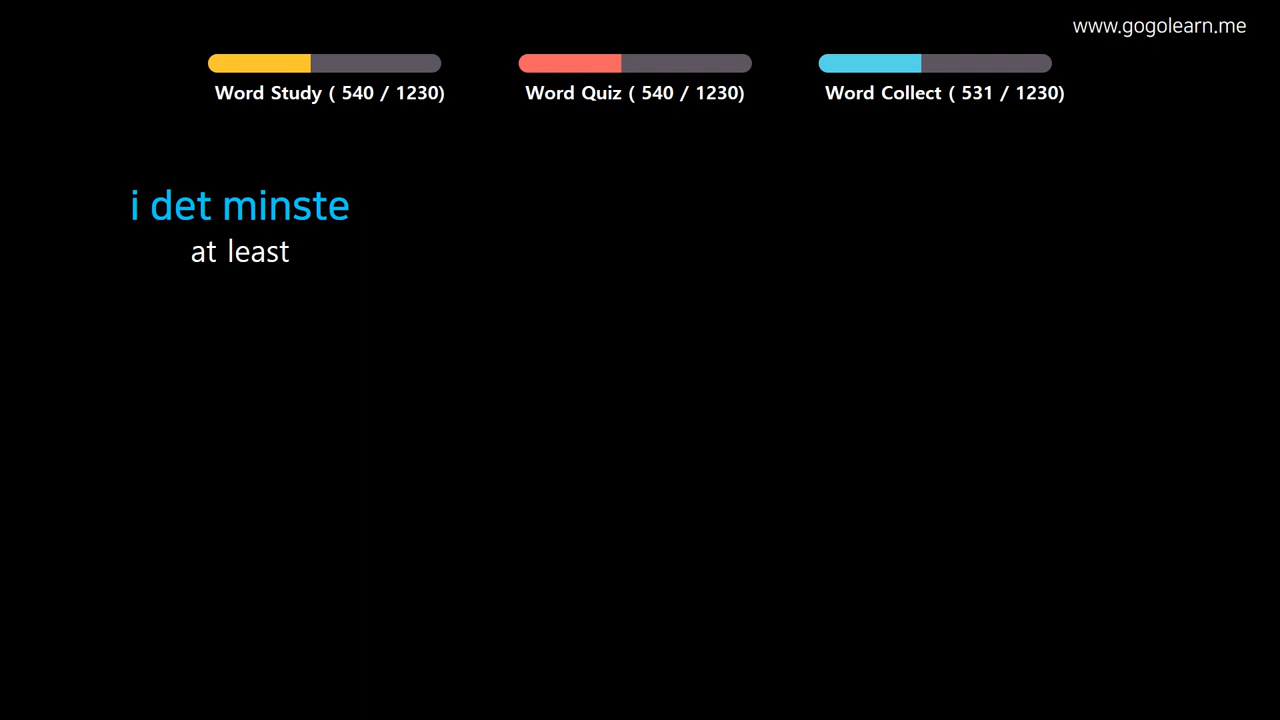 www.gogolearn.me
Word Study ( 540 / 1230)
Word Quiz ( 540 / 1230)
Word Collect ( 531 / 1230)
i det minste
at least